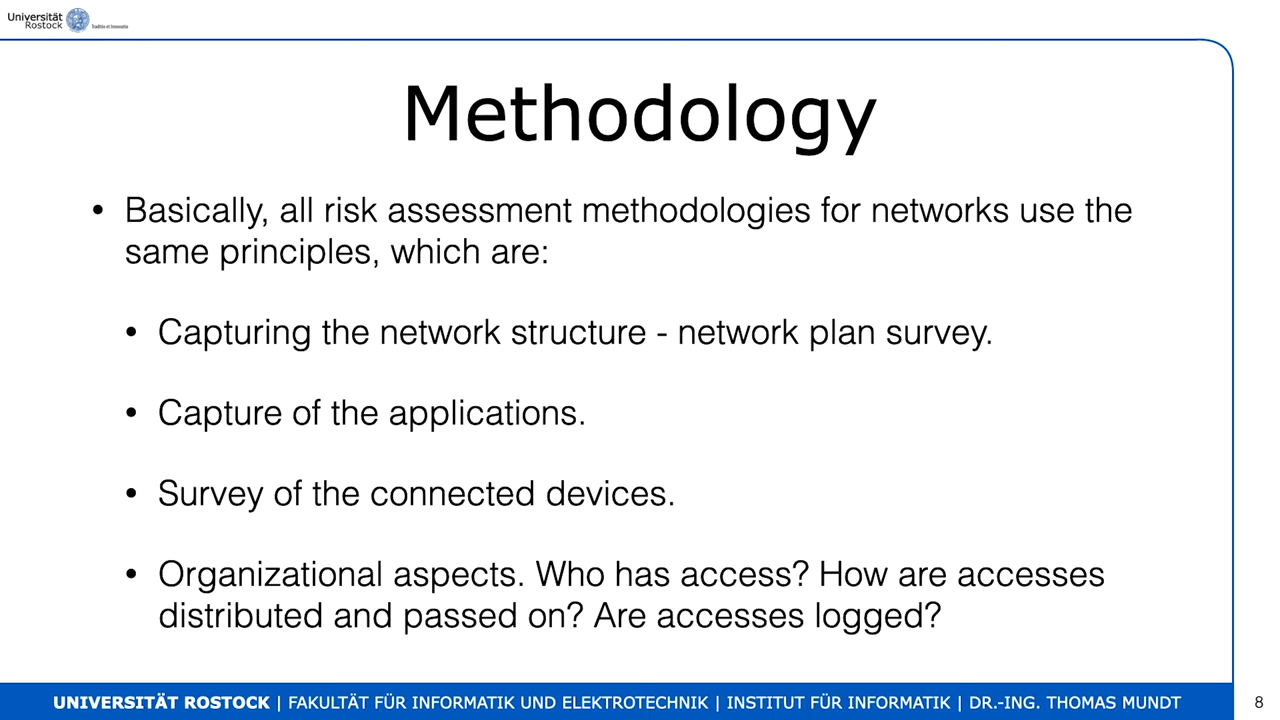 Universität
Rostock
Traditio et Innovatio
Methodology
• Basically, all risk assessment methodologies for networks use the
same principles, which are:
• Capturing the network structure - network plan survey.
• Capture of the applications.
• Survey of the connected devices.
• Organizational aspects. Who has access? How are accesses
distributed and passed on? Are accesses logged?
UNIVERSITÄT ROSTOCK | FAKULTÄT FÜR INFORMATIK UND ELEKTROTECHNIK | INSTITUT FÜR INFORMATIK | DR.-ING. THOMAS MUNDT
8